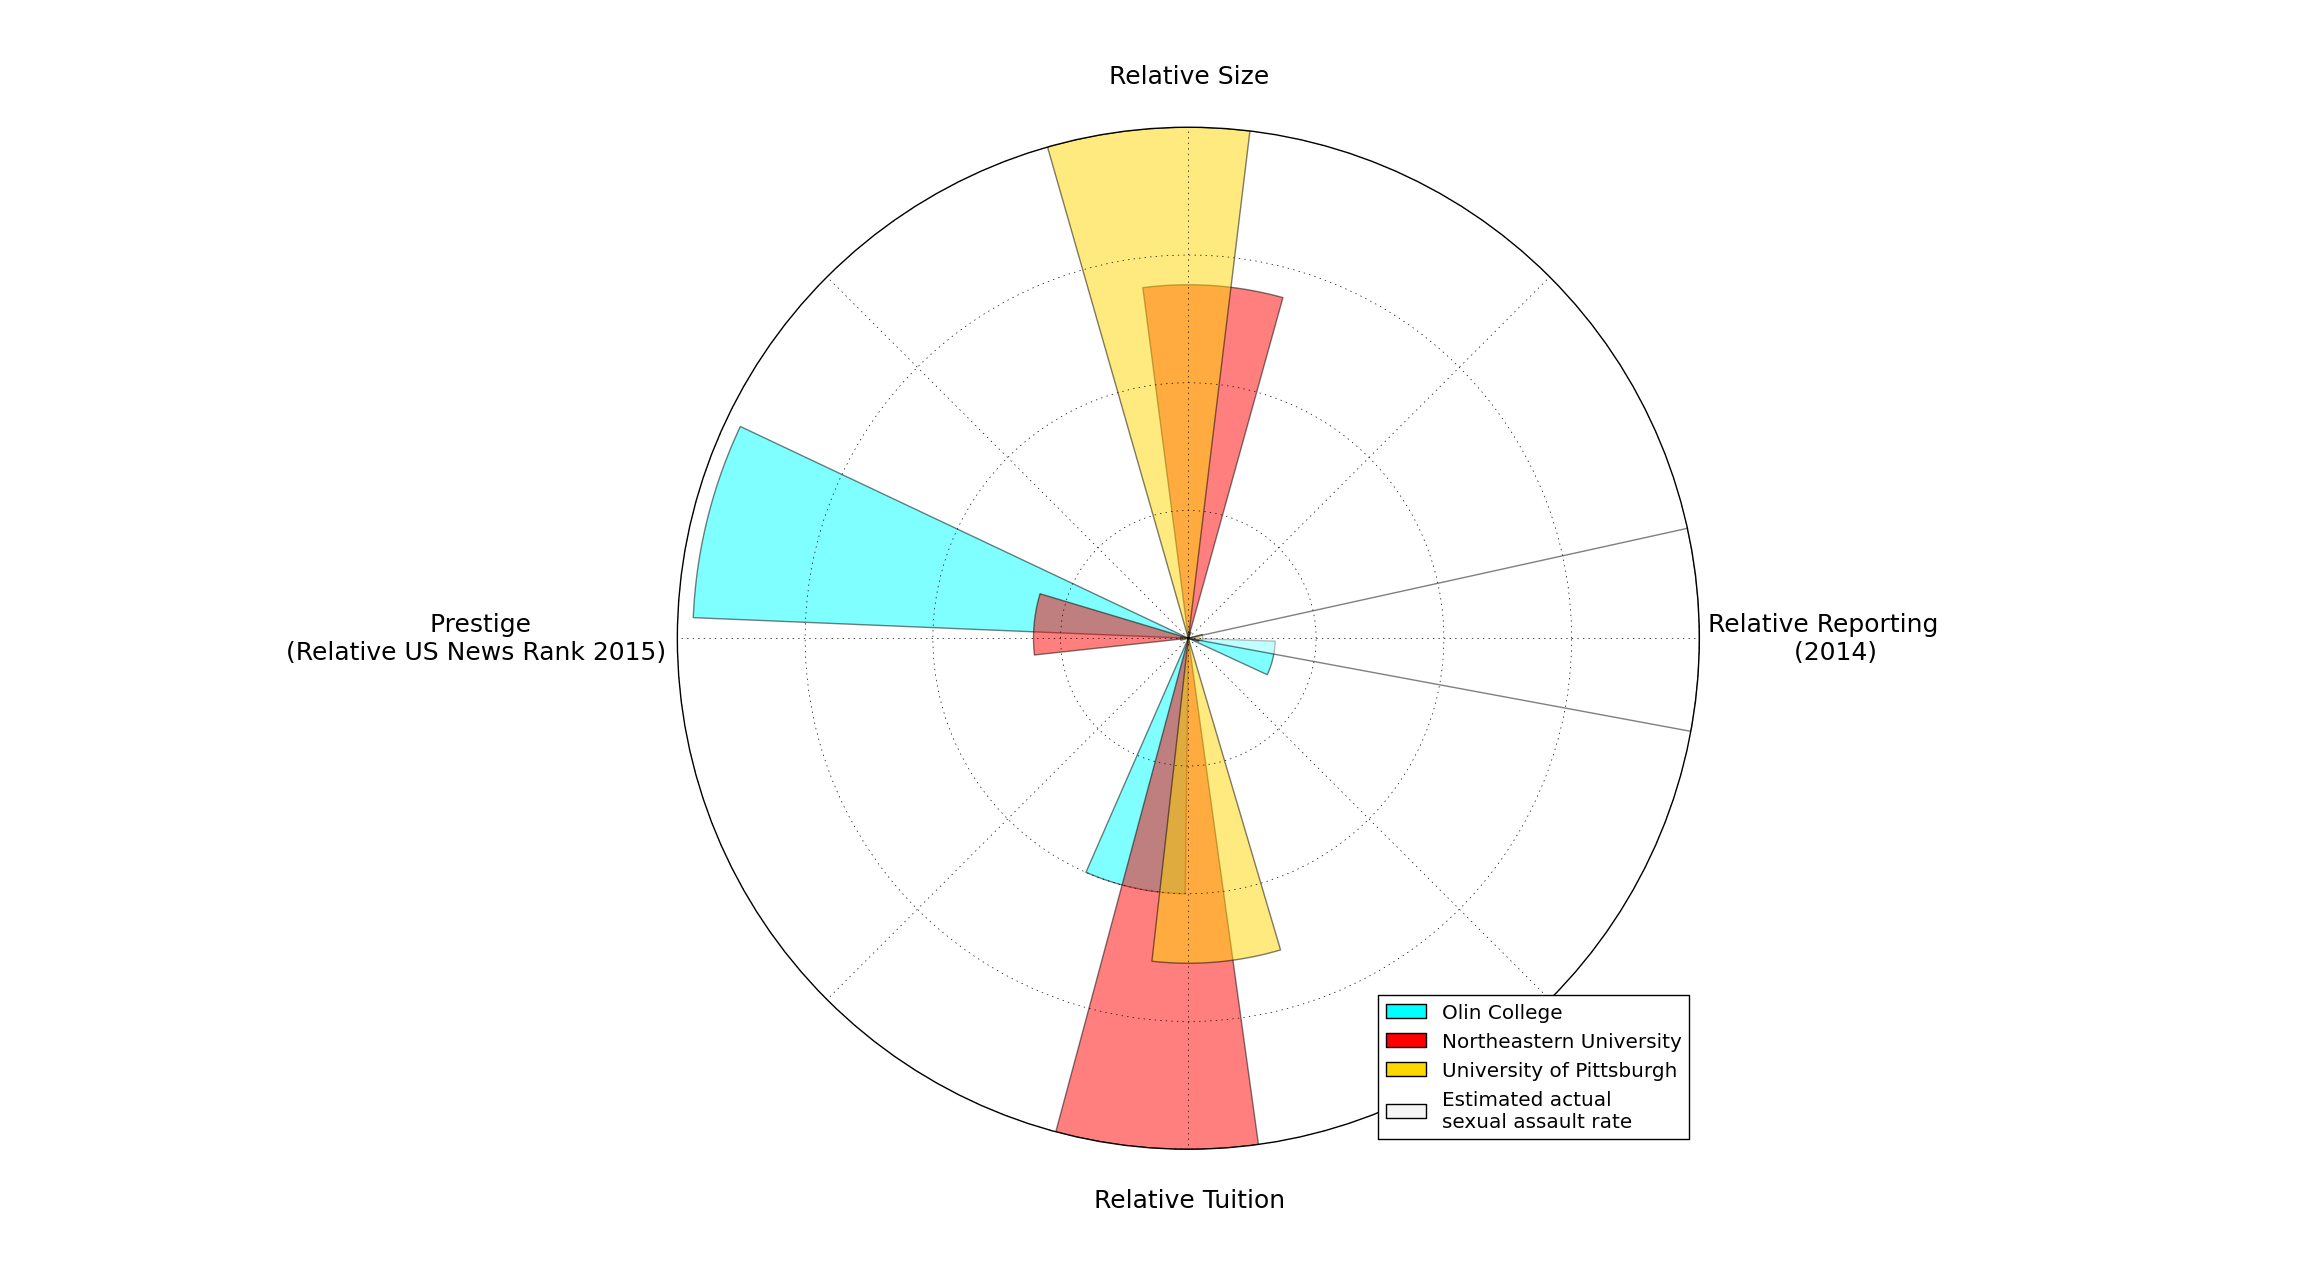 Relative Size
Prestige
(Relative US News Rank 2015)
Relative Reporting
(2014)
Relative Tuition
Olin College
Northeastern University
University of Pittsburgh
Estimated actual
sexual assault rate